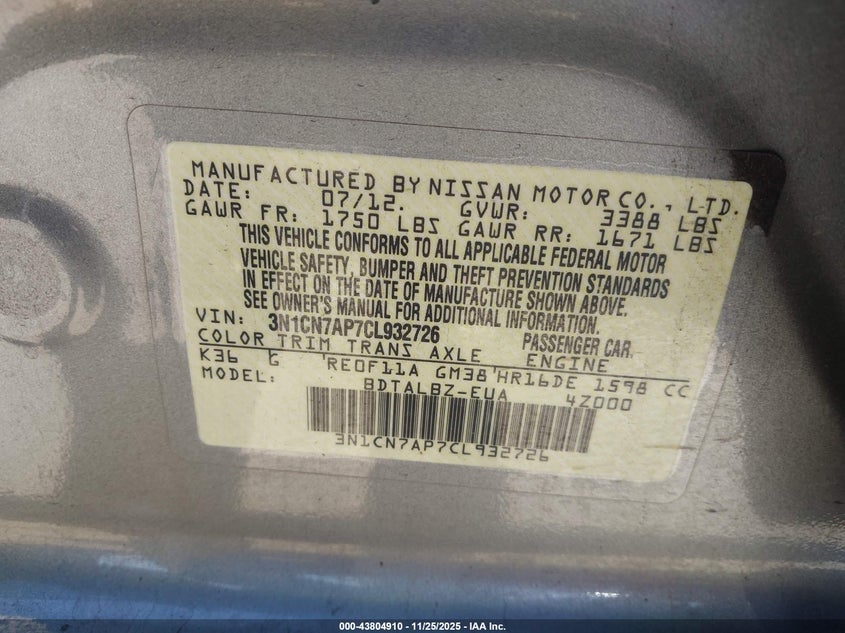 MANUFACTURED BY NISSAN MOTOR CO., LTD.
DATE: 07/12. GVWR: 3388 LBS
GAWR FR: 1750 LBS GAWR RR: 1671 LBS
THIS VEHICLE CONFORMS TO ALL APPLICABLE FEDERAL MOTOR
VEHICLE SAFETY, BUMPER AND THEFT PREVENTION STANDARDS
IN EFFECT ON THE DATE OF MANUFACTURE SHOWN ABOVE.
SEE OWNER'S MANUAL FOR ADDITIONAL INFORMATION.
VIN: 3N1CN7AP7CL932726 PASSENGER CAR.
COLOR TRIM TRANS AXLE ENGINE
K36 G RE0F11A GM38 HR16DE 1598 CC
MODEL: BDTALBZ-EUA 4Z000
3N1CN7AP7CL932726
000-43804910 | 11/25/2025 - IAA Inc.